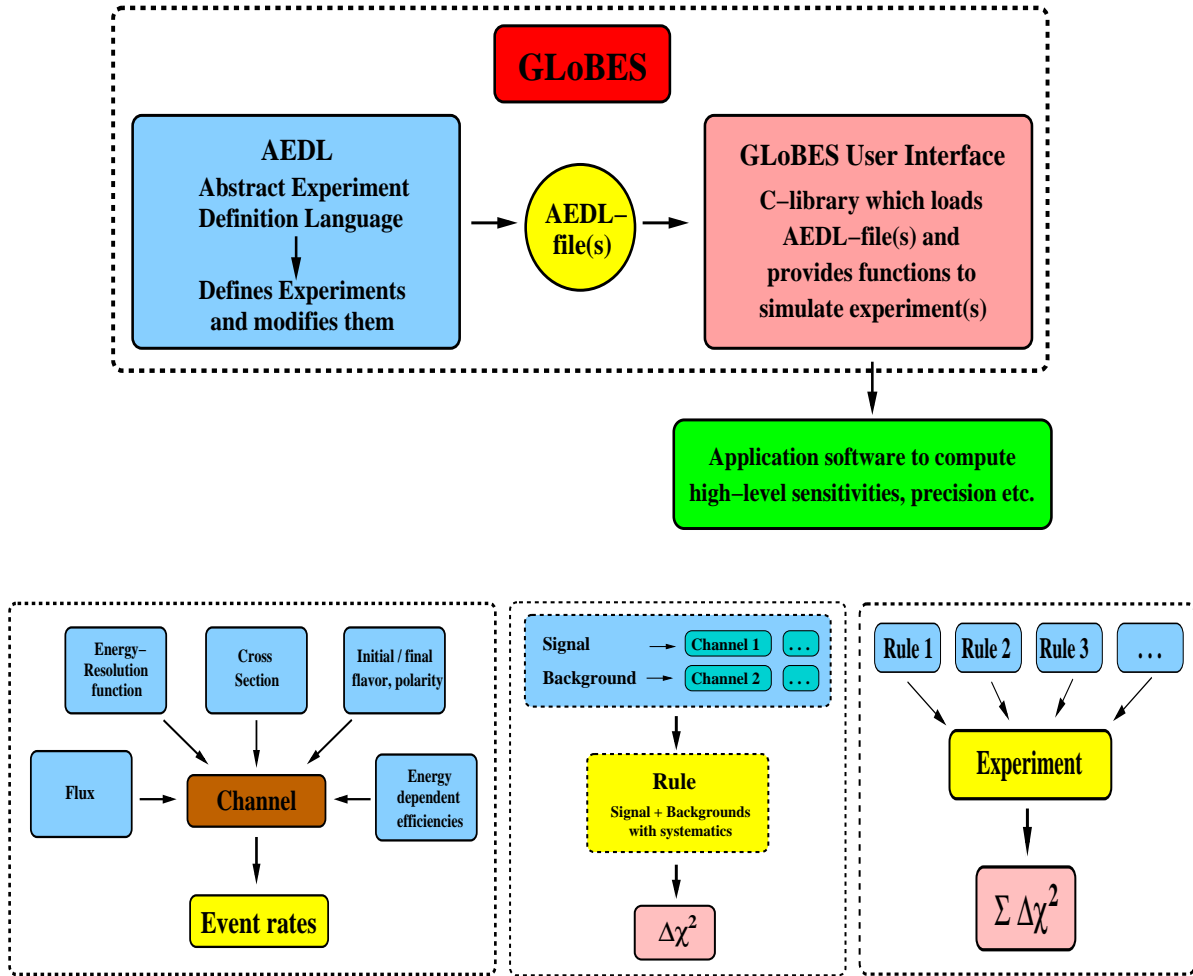 GLoBES
AEDL
Abstract Experiment
Definition Language
Defines Experiments
and modifies them
AEDL–
file(s)
GLoBES User Interface
C–library which loads
AEDL–file(s) and
provides functions to
simulate experiment(s)
Application software to compute
high–level sensitivities, precision etc.
Energy–
Resolution
function
Cross
Section
Initial / final
flavor, polarity
Flux
Channel
Energy
dependent
efficiencies
Event rates
Signal
Channel 1
...
Background
Channel 2
...
Rule
Signal + Backgrounds
with systematics
Δχ²
Rule 1
Rule 2
Rule 3
...
Experiment
Σ Δχ²